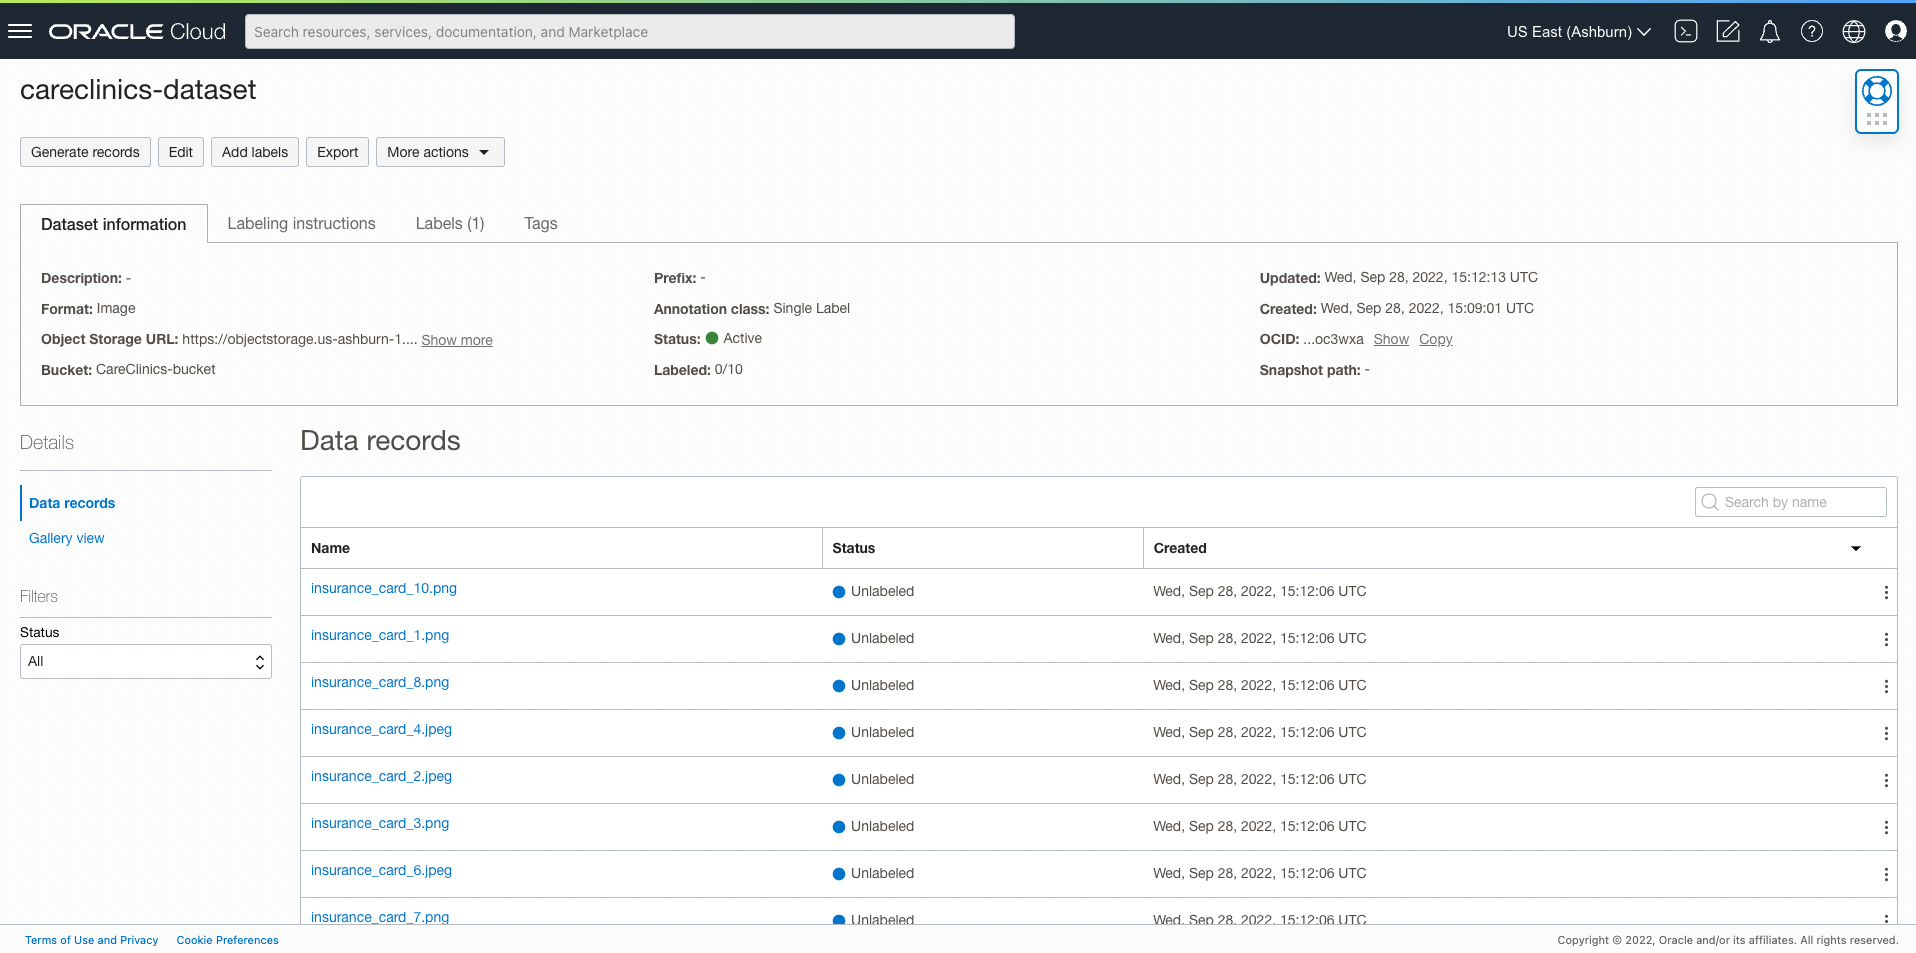 ORACLE Cloud
Search resources, services, documentation, and Marketplace
US East (Ashburn)
careclinics-dataset
Generate records
Edit
Add labels
Export
More actions
Dataset information
Labeling instructions
Labels (1)
Tags
Description: -
Format: Image
Object Storage URL: https://objectstorage.us-ashburn-1.... Show more
Bucket: CareClinics-bucket
Prefix: -
Annotation class: Single Label
Status: Active
Labeled: 0/10
Updated: Wed, Sep 28, 2022, 15:12:13 UTC
Created: Wed, Sep 28, 2022, 15:09:01 UTC
OCID: ...oc3wxa Show Copy
Snapshot path: -
Details
Data records
Gallery view
Filters
Status
All
Data records
Search by name
Name Status Created
insurance_card_10.png Unlabeled Wed, Sep 28, 2022, 15:12:06 UTC
insurance_card_1.png Unlabeled Wed, Sep 28, 2022, 15:12:06 UTC
insurance_card_8.png Unlabeled Wed, Sep 28, 2022, 15:12:06 UTC
insurance_card_4.jpeg Unlabeled Wed, Sep 28, 2022, 15:12:06 UTC
insurance_card_2.jpeg Unlabeled Wed, Sep 28, 2022, 15:12:06 UTC
insurance_card_3.png Unlabeled Wed, Sep 28, 2022, 15:12:06 UTC
insurance_card_6.jpeg Unlabeled Wed, Sep 28, 2022, 15:12:06 UTC
insurance_card_7.png Unlabeled Wed, Sep 28, 2022, 15:12:06 UTC
Terms of Use and Privacy Cookie Preferences
Copyright © 2022, Oracle and/or its affiliates. All rights reserved.